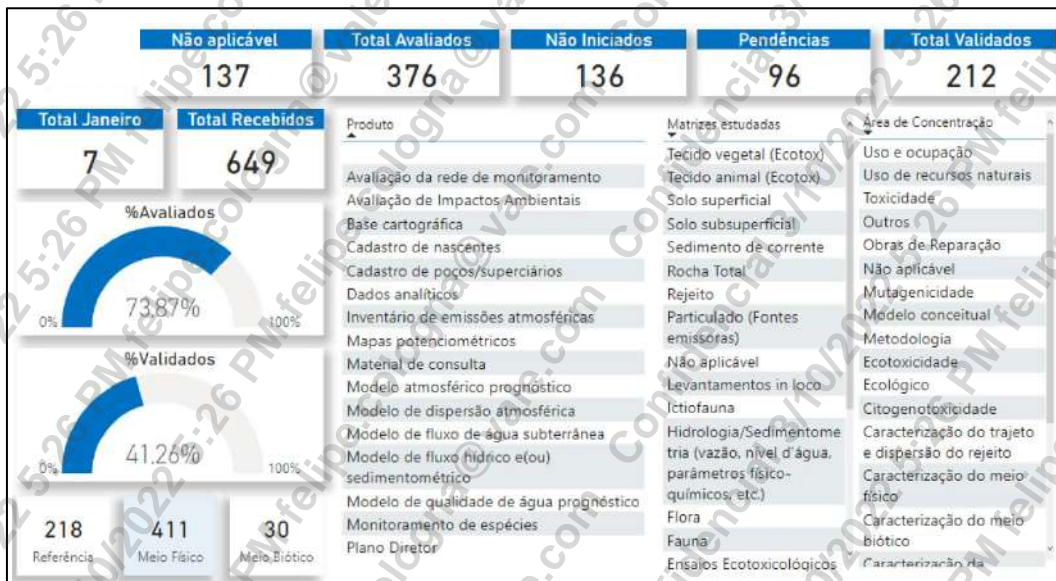 Não aplicável
137
Total Avaliados
376
Não Iniciados
136
Pendências
96
Total Validados
212
Total Janeiro
7
Total Recebidos
649
%Avaliados
73,87%
0%
100%
%Validados
41,26%
0%
100%
218
Referência
411
Meio Físico
30
Meio Biótico
Produto
Avaliação da rede de monitoramento
Avaliação de Impactos Ambientais
Base cartográfica
Cadastro de nascentes
Cadastro de poços/superciários
Dados analíticos
Inventário de emissões atmosféricas
Mapas potenciométricos
Material de consulta
Modelo atmosférico prognóstico
Modelo de dispersão atmosférica
Modelo de fluxo de água subterrânea
Modelo de fluxo hídrico e(ou)
sedimentométrico
Modelo de qualidade de água prognóstico
Monitoramento de espécies
Plano Diretor
Matrizes estudadas
Tecido vegetal (Ecotox)
Tecido animal (Ecotox)
Solo superficial
Solo subsuperficial
Sedimento de corrente
Rocha Total
Rejeito
Particulado (Fontes
emissoras)
Não aplicável
Levantamentos in loco
Ictiofauna
Hidrologia/Sedimentome
tria (vazão, nível d'água,
parâmetros físico-
químicos, etc.)
Flora
Fauna
Ensaios Ecotoxicológicos
Área de Concentração
Uso e ocupação
Uso de recursos naturais
Toxicidade
Outros
Obras de Reparação
Não aplicável
Mutagenicidade
Modelo conceitual
Metodologia
Ecotoxicidade
Ecológico
Citogenotoxicidade
Caracterização do trajeto
e dispersão do rejeito
Caracterização do meio
físico
Caracterização do meio
biótico
Caracterização da